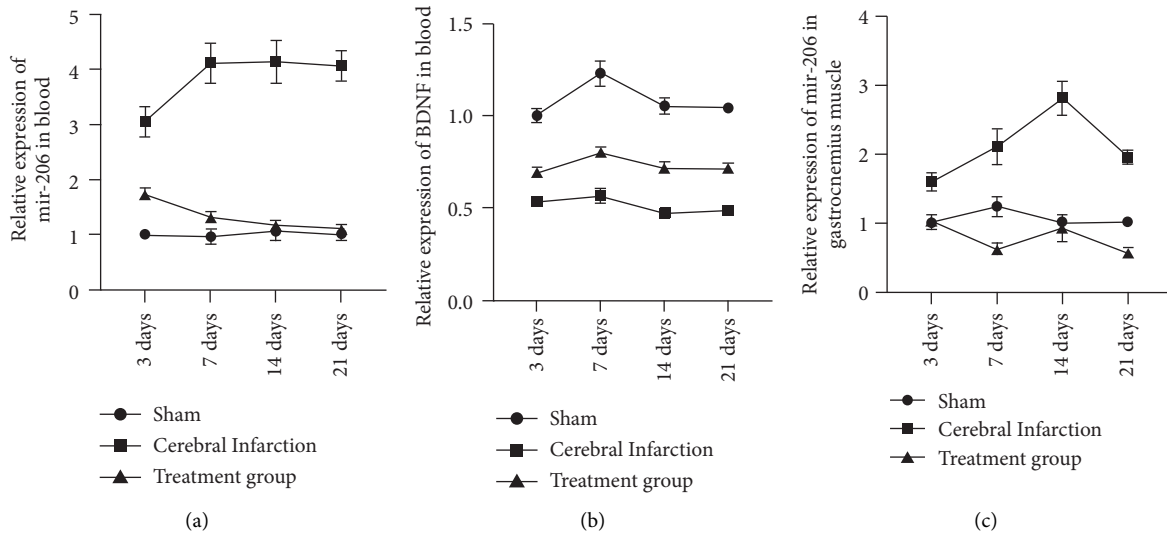 Relative expression of
mir-206 in blood
5
4
3
2
1
0
3 days
7 days
14 days
21 days
Sham
Cerebral Infarction
Treatment group
(a)
Relative expression of BDNF in blood
1.5
1.0
0.5
0.0
3 days
7 days
14 days
21 days
Sham
Cerebral Infarction
Treatment group
(b)
Relative expression of mir-206 in
gastrocnemius muscle
4
3
2
1
0
3 days
7 days
14 days
21 days
Sham
Cerebral Infarction
Treatment group
(c)